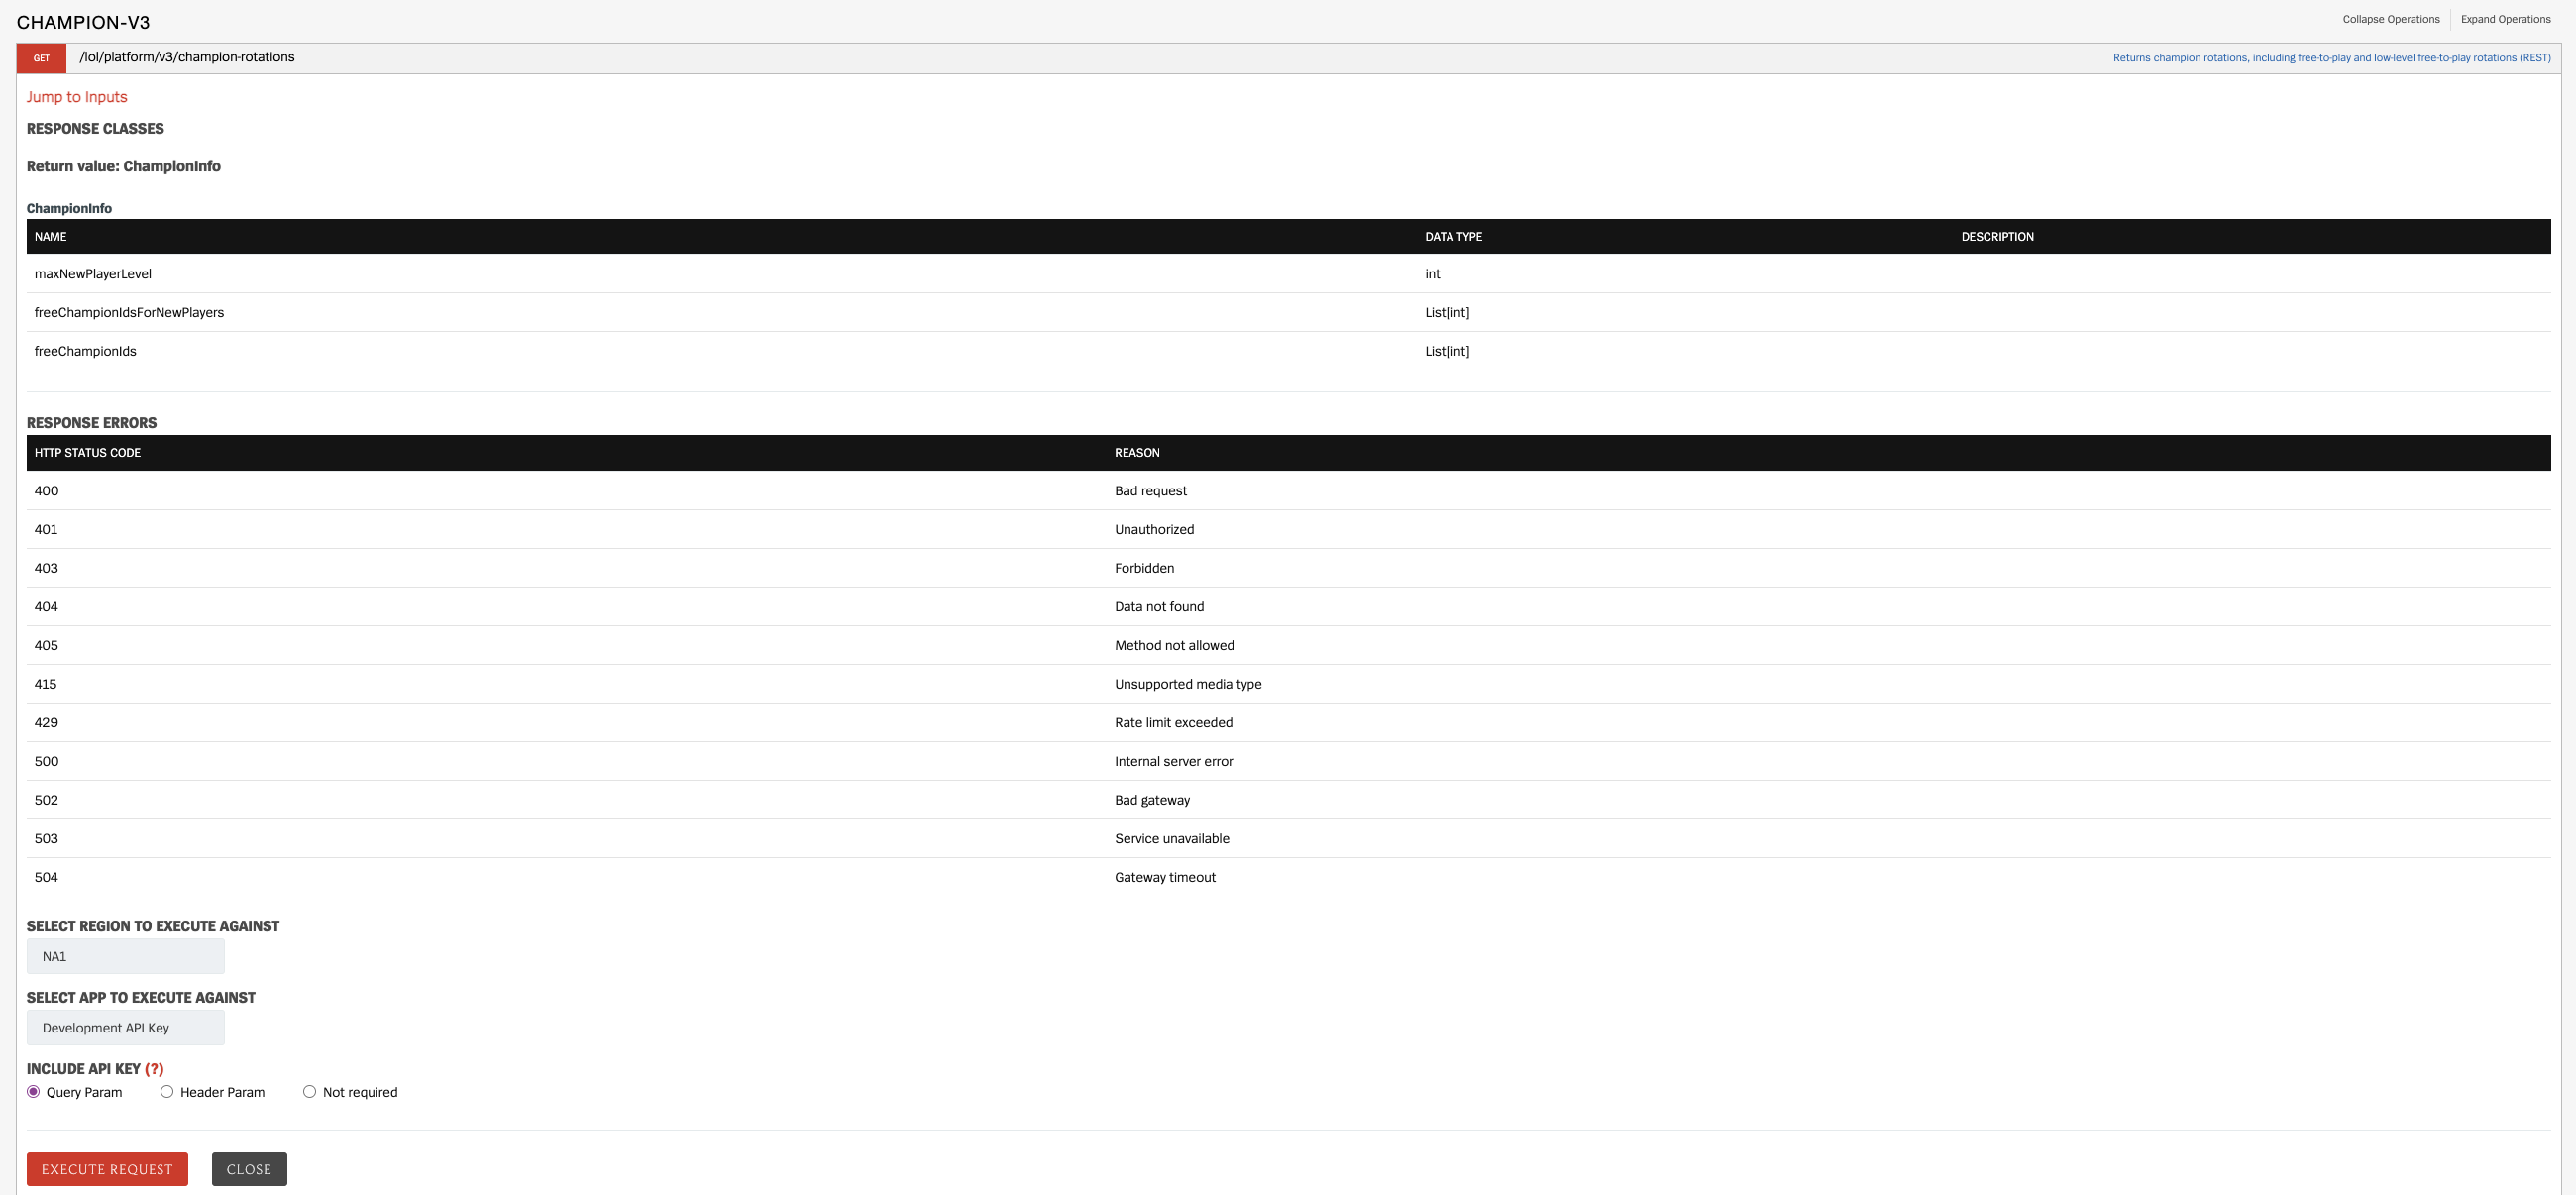 CHAMPION-V3
Collapse Operations Expand Operations
GET /lol/platform/v3/champion-rotations Returns champion rotations, including free-to-play and low-level free-to-play rotations (REST)
Jump to Inputs
RESPONSE CLASSES
Return value: ChampionInfo
ChampionInfo
NAME DATA TYPE DESCRIPTION
maxNewPlayerLevel int
freeChampionIdsForNewPlayers List[int]
freeChampionIds List[int]
RESPONSE ERRORS
HTTP STATUS CODE REASON
400 Bad request
401 Unauthorized
403 Forbidden
404 Data not found
405 Method not allowed
415 Unsupported media type
429 Rate limit exceeded
500 Internal server error
502 Bad gateway
503 Service unavailable
504 Gateway timeout
SELECT REGION TO EXECUTE AGAINST
NA1
SELECT APP TO EXECUTE AGAINST
Development API Key
INCLUDE API KEY (?)
Query Param Header Param Not required
EXECUTE REQUEST CLOSE